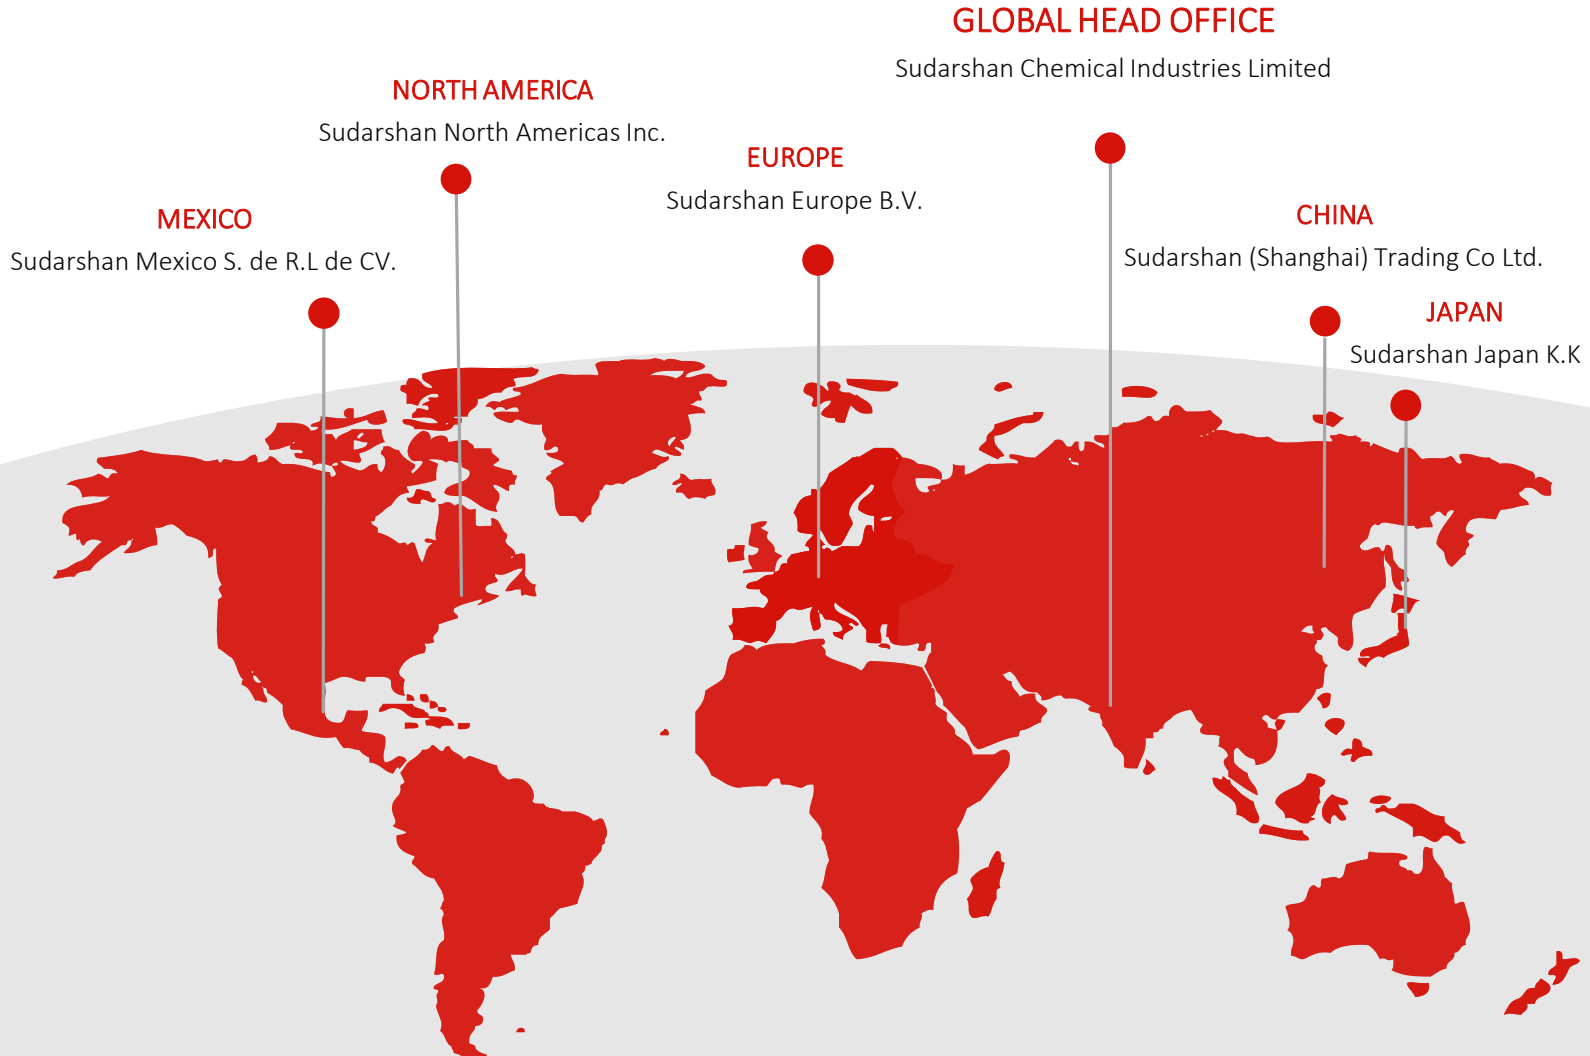 GLOBAL HEAD OFFICE
Sudarshan Chemical Industries Limited
NORTH AMERICA
Sudarshan North Americas Inc.
EUROPE
Sudarshan Europe B.V.
MEXICO
Sudarshan Mexico S. de R.L de CV.
CHINA
Sudarshan (Shanghai) Trading Co Ltd.
JAPAN
Sudarshan Japan K.K